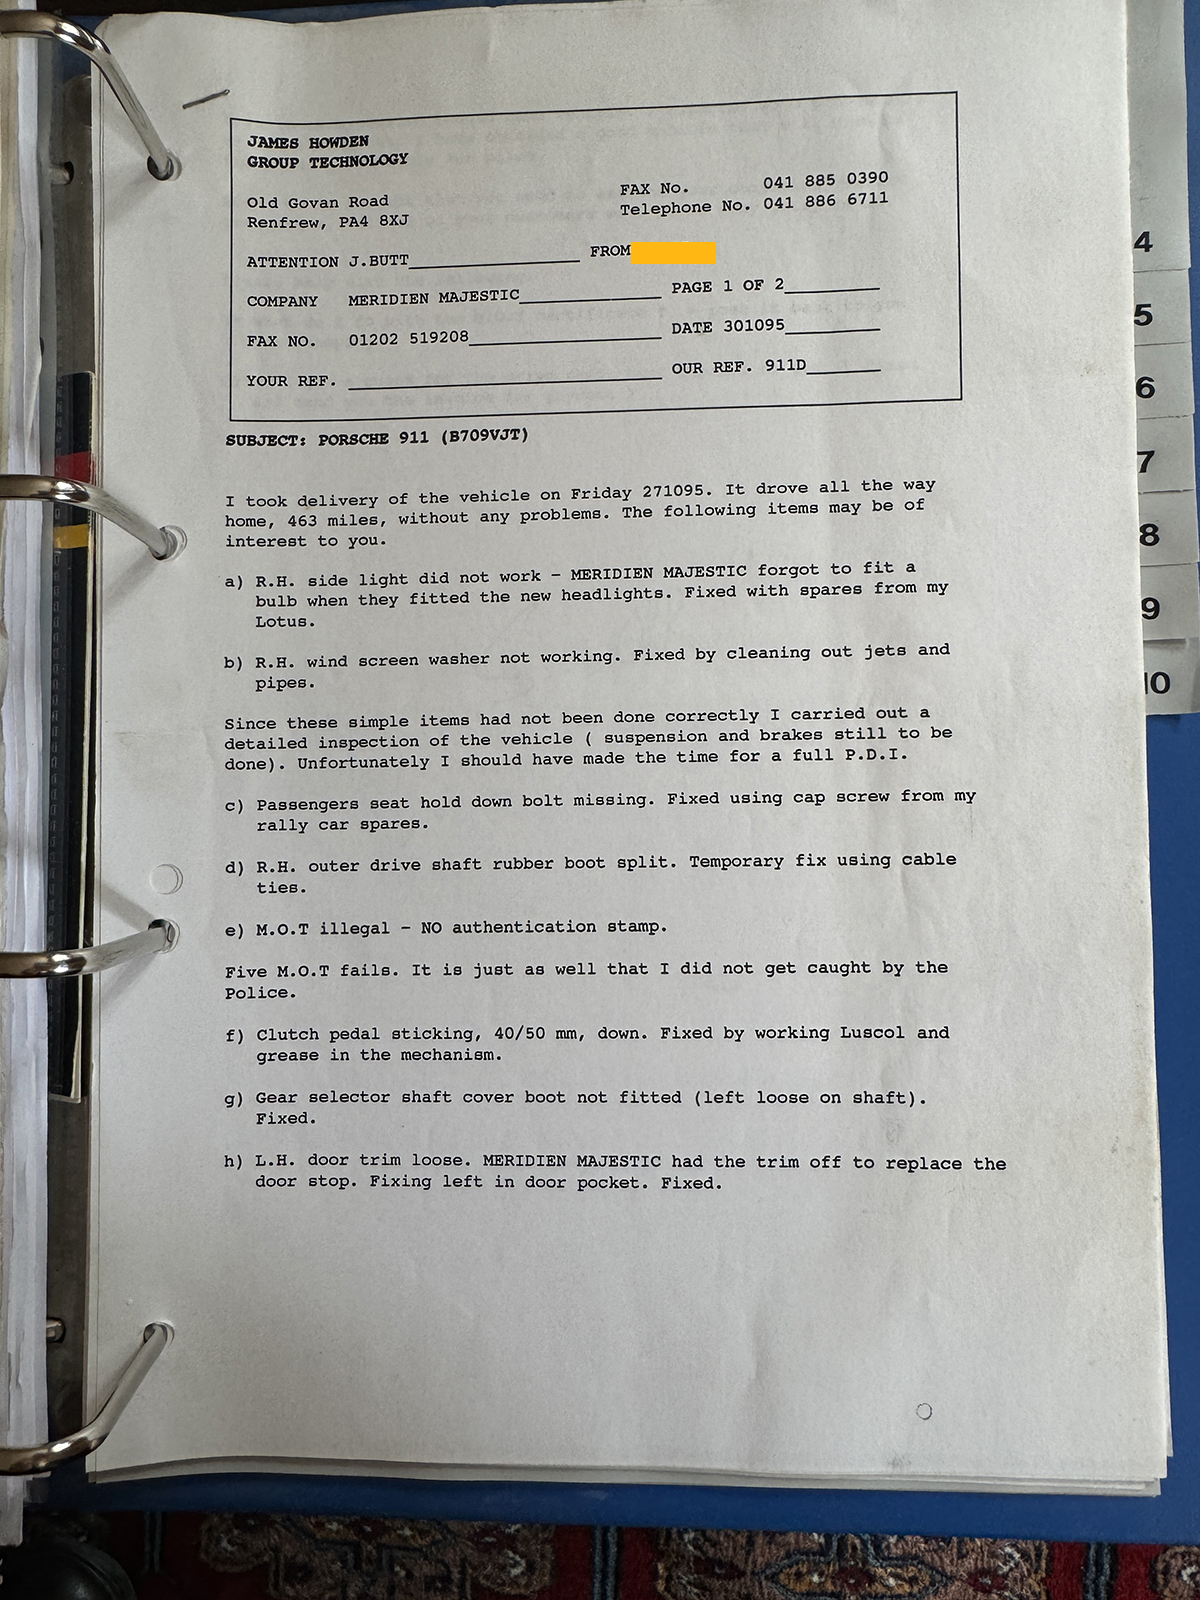 JAMES HOWDEN
GROUP TECHNOLOGY
Old Govan Road
Renfrew, PA4 8XJ
FAX No. 041 885 0390
Telephone No. 041 886 6711
ATTENTION J.BUTT FROM
COMPANY MERIDIEN MAJESTIC PAGE 1 OF 2
FAX NO. 01202 519208 DATE 301095
YOUR REF. OUR REF. 911D
SUBJECT: PORSCHE 911 (B709VJT)
I took delivery of the vehicle on Friday 271095. It drove all the way
home, 463 miles, without any problems. The following items may be of
interest to you.
a) R.H. side light did not work - MERIDIEN MAJESTIC forgot to fit a
bulb when they fitted the new headlights. Fixed with spares from my
Lotus.
b) R.H. wind screen washer not working. Fixed by cleaning out jets and
pipes.
Since these simple items had not been done correctly I carried out a
detailed inspection of the vehicle ( suspension and brakes still to be
done). Unfortunately I should have made the time for a full P.D.I.
c) Passengers seat hold down bolt missing. Fixed using cap screw from my
rally car spares.
d) R.H. outer drive shaft rubber boot split. Temporary fix using cable
ties.
e) M.O.T illegal - NO authentication stamp.
Five M.O.T fails. It is just as well that I did not get caught by the
Police.
f) Clutch pedal sticking, 40/50 mm, down. Fixed by working Luscol and
grease in the mechanism.
g) Gear selector shaft cover boot not fitted (left loose on shaft).
Fixed.
h) L.H. door trim loose. MERIDIEN MAJESTIC had the trim off to replace the
door stop. Fixing left in door pocket. Fixed.
4
5
6
7
8
9
10